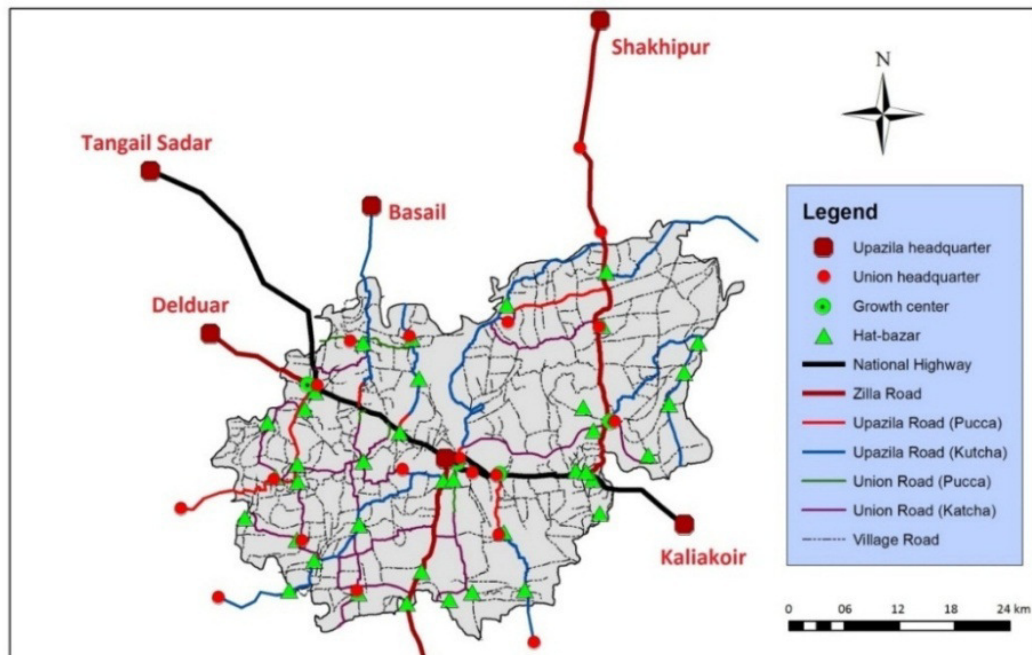 Shakhipur
N
Tangail Sadar
Basail
Delduar
Kaliakoir
Legend
Upazila headquarter
Union headquarter
Growth center
Hat-bazar
National Highway
Zilla Road
Upazila Road (Pucca)
Upazila Road (Kutcha)
Union Road (Pucca)
Union Road (Katcha)
Village Road
0 06 12 18 24 km